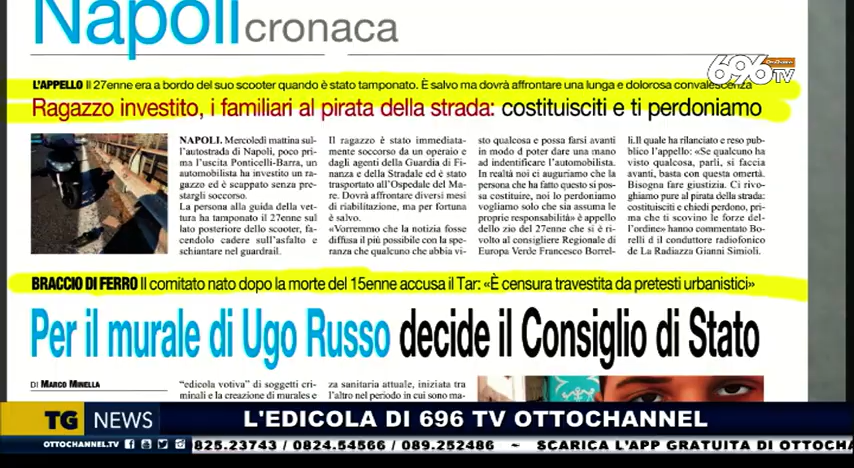 Napoli cronaca
696 TV
L'APPELLO Il 27enne era a bordo del suo scooter quando è stato tamponato. È salvo ma dovrà affrontare una lunga e dolorosa convalescenza
Ragazzo investito, i familiari al pirata della strada: costituisciti e ti perdoniamo
NAPOLI. Mercoledì mattina sul-
l'autostrada di Napoli, poco prima
l'uscita Ponticelli-Barra, un
automobilista ha investito un ra-
gazzo ed è scappato senza pre-
stargli soccorso.
La persona alla guida della vet-
tura ha tamponato il 27enne sul
lato posteriore dello scooter, fa-
cendolo cadere sull'asfalto e
schiantare nel guardrail.
Il ragazzo è stato immediata-
mente soccorso da un operaio e
dagli agenti della Guardia di Fi-
nanza e della Stradale ed è stato
trasportato all'Ospedale del Ma-
re. Dovrà affrontare diversi mesi
di riabilitazione, ma per fortuna
è salvo.
«Vorremmo che la notizia fosse
diffusa il più possibile con la spe-
ranza che qualcuno che abbia vi-
sto qualcosa e possa farsi avanti
in modo d poter dare una mano
ad indentificare l'automobilista.
In realtà noi ci auguriamo che la
persona che ha fatto questo si pos-
sa costituire, noi lo perdoniamo
vogliamo solo che sia assuma le
proprie responsabilità» è appello
dello zio del 27enne che si è ri-
volto al consigliere Regionale di
Europa Verde Francesco Borrel-
li.Il quale ha rilanciato e reso pub-
blico l'appello: «Se qualcuno ha
visto qualcosa, parli, si faccia
avanti, basta con questa omertà.
Bisogna fare giustizia. Ci rivo-
ghiamo pure al pirata della strada:
costituisciti e chiedi perdono, pri-
ma che ti scovino le forze del-
l'ordine» hanno commentato Bo-
relli d il conduttore radiofonico
de La Radiazza Gianni Simioli.
BRACCIO DI FERRO Il comitato nato dopo la morte del 15enne accusa il Tar: «È censura travestita da pretesti urbanistici»
Per il murale di Ugo Russo decide il Consiglio di Stato
DI MARCO MINELLA
"edicola votiva" di soggetti cri-
minali e la creazione di murales e
za sanitaria attuale, iniziata tra
l'altro nel periodo in cui sono ma-
TG NEWS
L'EDICOLA DI 696 TV OTTOCHANNEL
OTTOCHANNEL.TV
825.23743 / 0824.54566 / 089.252486 ~ SCARICA L'APP GRATUITA DI OTTOCHA